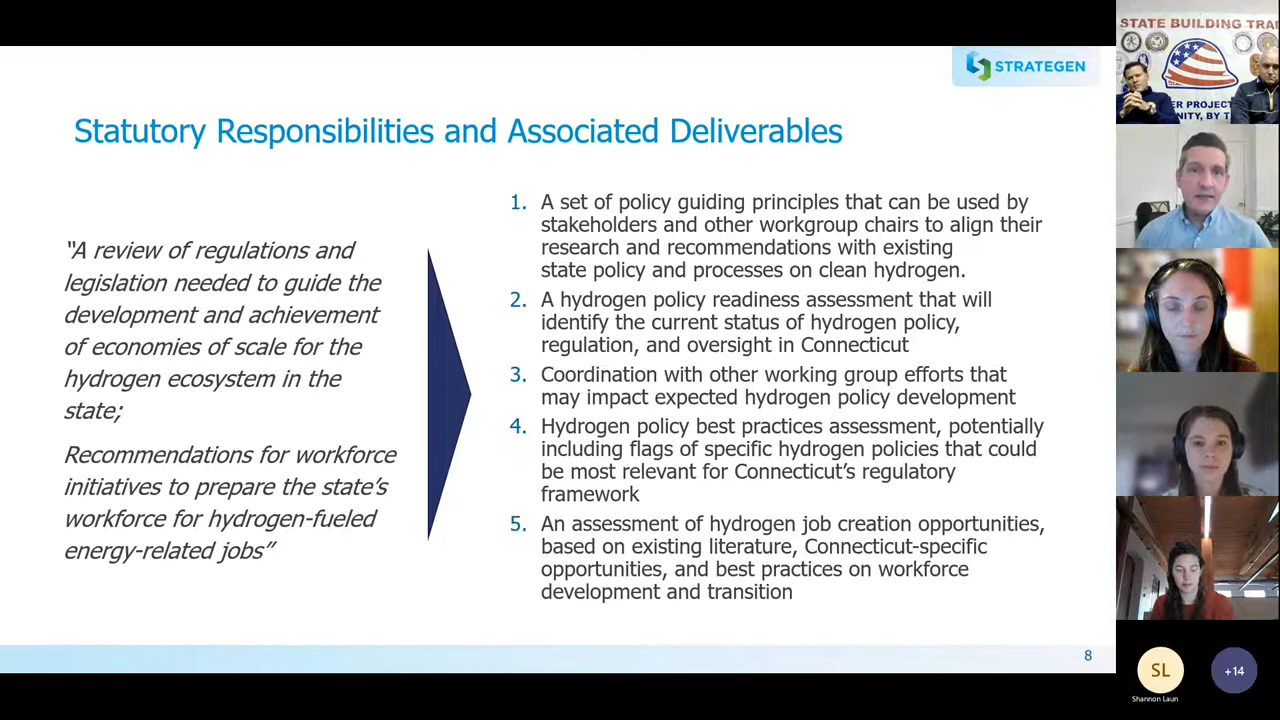 STRATEGEN
Statutory Responsibilities and Associated Deliverables
“A review of regulations and
legislation needed to guide the
development and achievement
of economies of scale for the
hydrogen ecosystem in the
state;
Recommendations for workforce
initiatives to prepare the state’s
workforce for hydrogen-fueled
energy-related jobs”
1. A set of policy guiding principles that can be used by
stakeholders and other workgroup chairs to align their
research and recommendations with existing
state policy and processes on clean hydrogen.
2. A hydrogen policy readiness assessment that will
identify the current status of hydrogen policy,
regulation, and oversight in Connecticut
3. Coordination with other working group efforts that
may impact expected hydrogen policy development
4. Hydrogen policy best practices assessment, potentially
including flags of specific hydrogen policies that could
be most relevant for Connecticut’s regulatory
framework
5. An assessment of hydrogen job creation opportunities,
based on existing literature, Connecticut-specific
opportunities, and best practices on workforce
development and transition
8
STATE BUILDING TRA
ER PROJEC
NITY, BY T
SL
Shannon Laun
+14